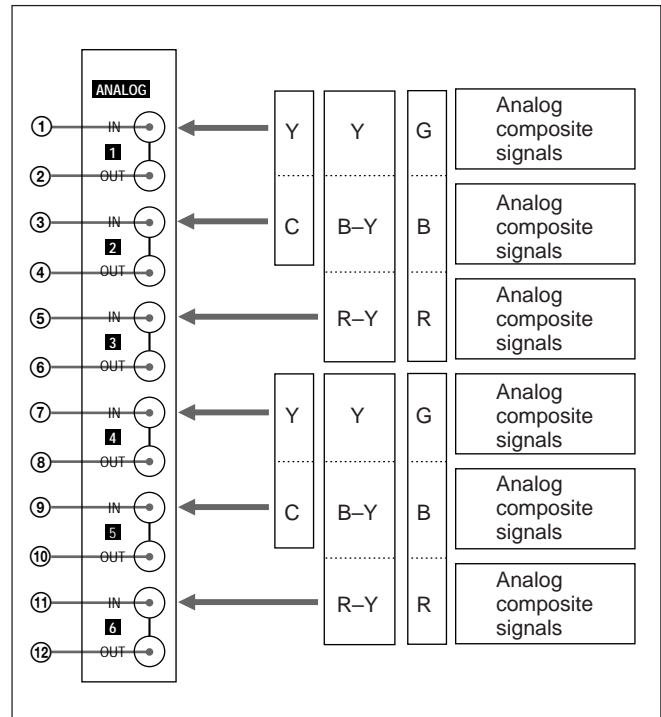 ANALOG
① IN Y Y G Analog
composite
signals
1
② OUT
③ IN C B–Y B Analog
composite
signals
2
④ OUT
⑤ IN R–Y R Analog
composite
signals
3
⑥ OUT
⑦ IN Y Y G Analog
composite
signals
4
⑧ OUT
⑨ IN C B–Y B Analog
composite
signals
5
⑩ OUT
⑪ IN R–Y R Analog
composite
signals
6
⑫ OUT